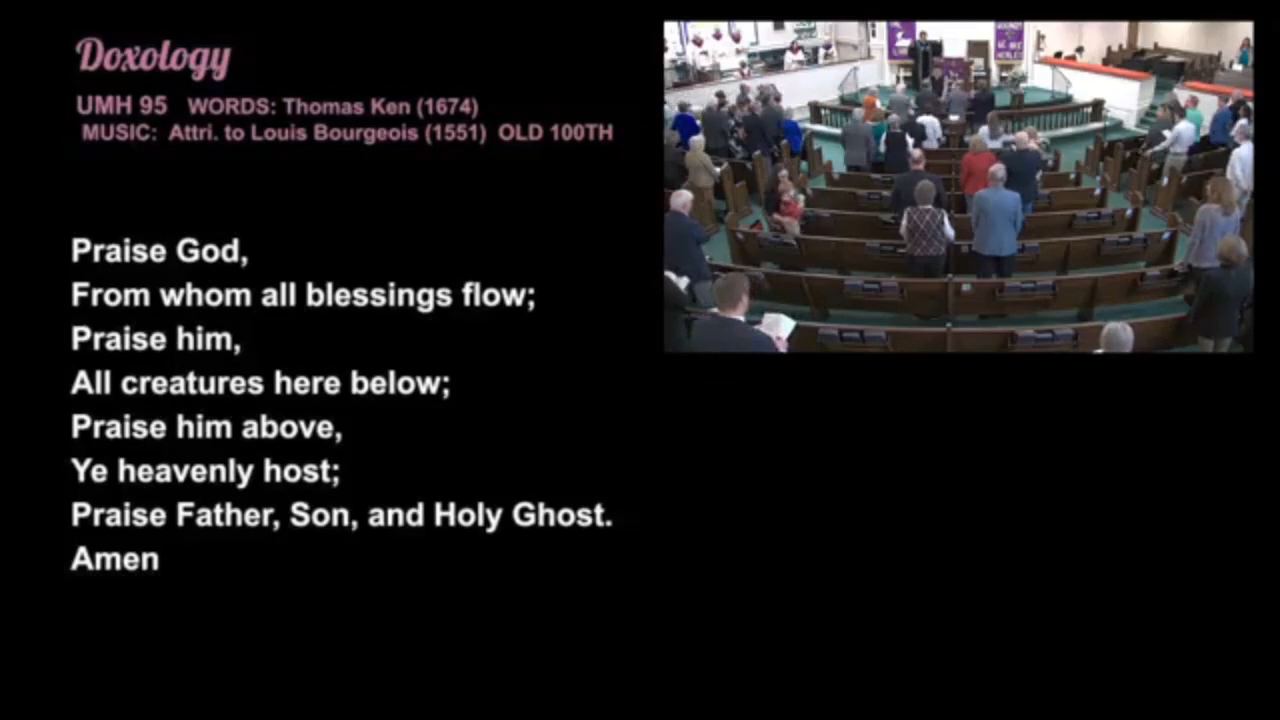 Doxology
UMH 95 WORDS: Thomas Ken (1674)
MUSIC: Attri. to Louis Bourgeois (1551) OLD 100TH
Praise God,
From whom all blessings flow;
Praise him,
All creatures here below;
Praise him above,
Ye heavenly host;
Praise Father, Son, and Holy Ghost.
Amen